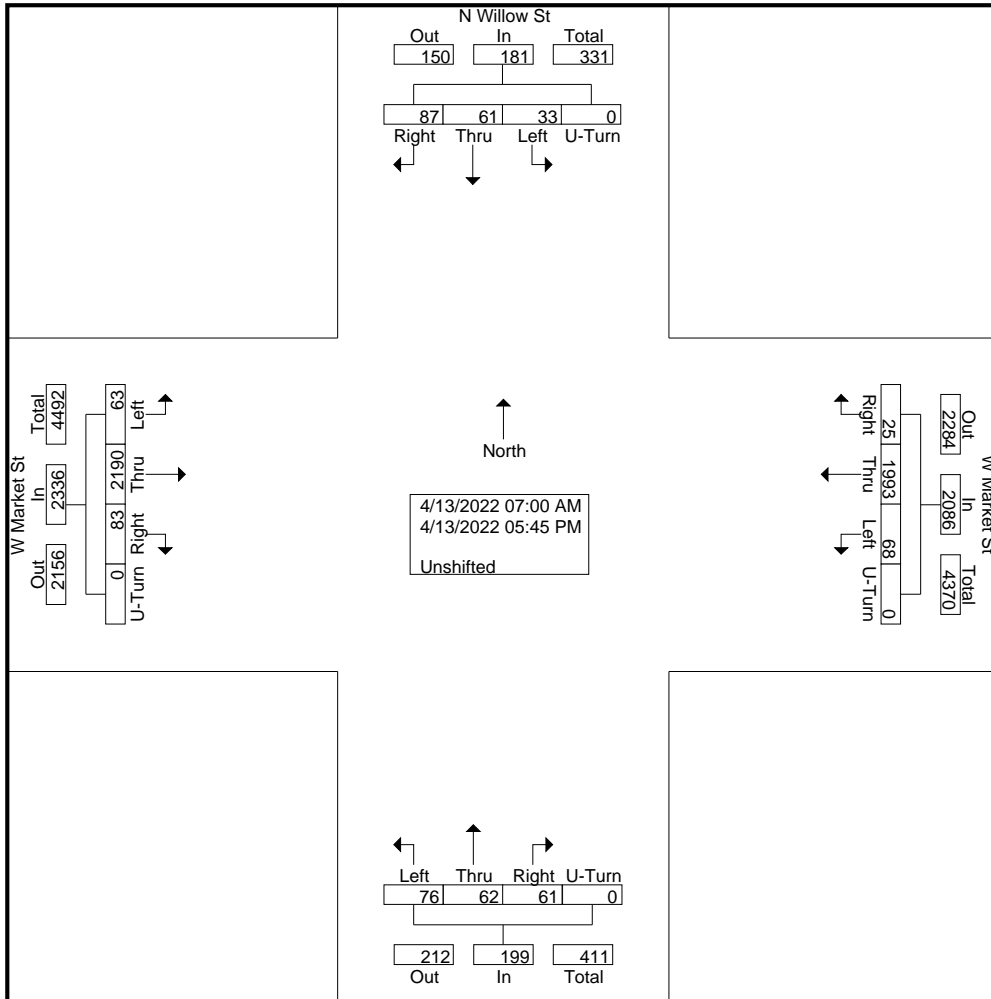 N Willow St
Out In Total
150 181 331
87 61 33 0
Right Thru Left U-Turn
W Market St
Total In Out
4492 2336 2156
63 2190 83 0
Left Thru Right U-Turn
North
4/13/2022 07:00 AM
4/13/2022 05:45 PM
Unshifted
Right Thru Left U-Turn
25 1993 68 0
2284 2086 4370
Out In Total
W Market St
Left Thru Right U-Turn
76 62 61 0
212 199 411
Out In Total